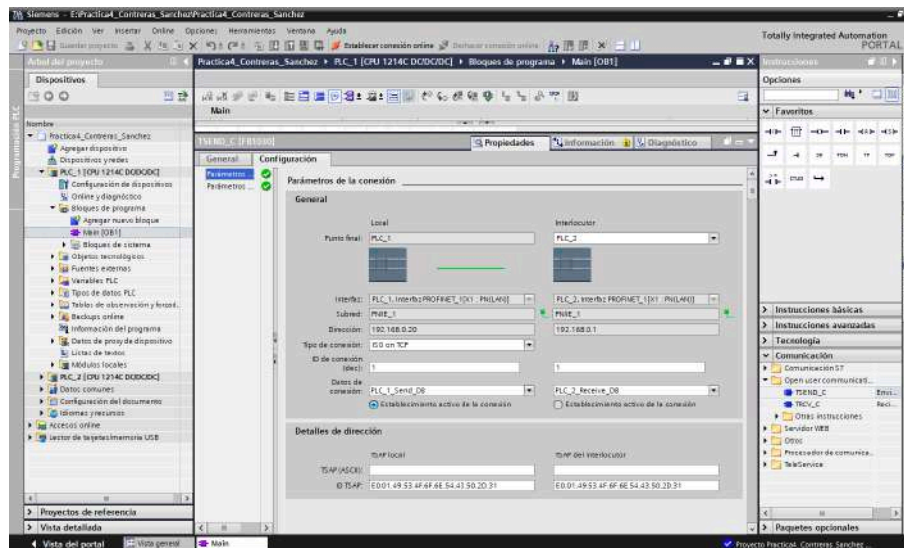 Siemens - E:\Practica4_Contreras_Sanchez\Practica4_Contreras_Sanchez
Proyecto Edición Ver Insertar Online Opciones Herramientas Ventana Ayuda
Totally Integrated Automation
PORTAL
Guardar proyecto
Establecer conexión online
Deshacer conexión online
Árbol del proyecto
Practica4_Contreras_Sanchez PLC_1 [CPU 1214C DC/DC/DC] Bloques de programa Main [OB1]
Instrucciones
Dispositivos
Opciones
Main
Favoritos
Programación PLC
Nombre
Practica4_Contreras_Sanchez
Agregar dispositivo
Dispositivos y redes
PLC_1 [CPU 1214C DC/DC/DC]
Configuración de dispositivos
Online y diagnóstico
Bloques de programa
Agregar nuevo bloque
Main [OB1]
Bloques de sistema
Objetos tecnológicos
Fuentes externas
Variables PLC
Tipos de datos PLC
Tablas de observación y forzad..
Backups online
Información del programa
Datos de proxy de dispositivo
Listas de textos
Módulos locales
PLC_2 [CPU 1214C DC/DC/DC]
Datos comunes
Configuración del documento
Idiomas y recursos
Accesos online
Lector de tarjetas/memoria USB
Proyectos de referencia
Vista detallada
TSEND_C [FB1030]
Propiedades Información Diagnóstico
General Configuración
Parámetros ...
Parámetros ...
Parámetros de la conexión
General
Local Interlocutor
Punto final: PLC_1 PLC_2
Interfaz: PLC_1, Interfaz PROFINET_1[X1 : PN(LAN)] PLC_2, Interfaz PROFINET_1[X1 : PN(LAN)]
Subred: PN/IE_1 PN/IE_1
Dirección: 192.168.0.20 192.168.0.1
Tipo de conexión: ISO on TCP
ID de conexión
(dec): 1 1
Datos de
conexión: PLC_1_Send_DB PLC_2_Receive_DB
Establecimiento activo de la conexión Establecimiento activo de la conexión
Detalles de dirección
TSAP local TSAP del interlocutor
TSAP (ASCII):
ID TSAP: E0.01.49.53.4F.6F.6E.54.43.50.2D.31 E0.01.49.53.4F.6F.6E.54.43.50.2D.31
Instrucciones básicas
Instrucciones avanzadas
Tecnología
Comunicación
Comunicación S7
Open user communicati..
TSEND_C Envi...
TRCV_C Reci...
Otras instrucciones
Servidor WEB
Otros
Procesador de comunica..
TeleService
Paquetes opcionales
Vista del portal Vista general Main
Proyecto Practica4_Contreras_Sanchez ...